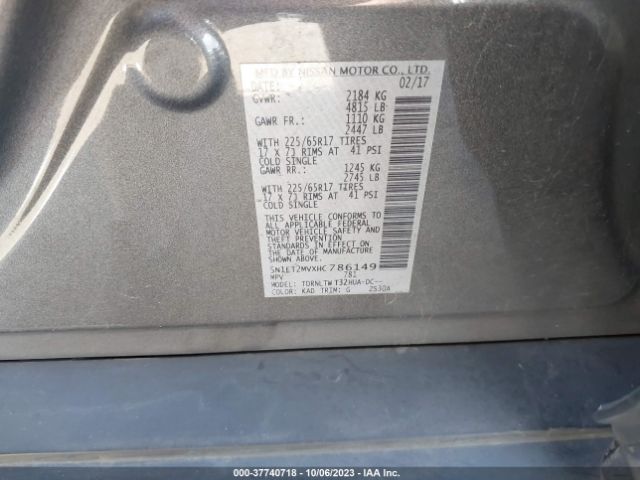 MFD BY NISSAN MOTOR CO., LTD.
DATE: 02/17
GVWR: 2184 KG
4815 LB
GAWR FR.: 1110 KG
2447 LB
WITH 225/65R17 TIRES
17 X 7J RIMS AT 41 PSI
COLD SINGLE
GAWR RR.: 1245 KG
2745 LB
WITH 225/65R17 TIRES
17 X 7J RIMS AT 41 PSI
COLD SINGLE
THIS VEHICLE CONFORMS TO
ALL APPLICABLE FEDERAL
MOTOR VEHICLE SAFETY AND
THEFT PREVENTION
STANDARDS IN EFFECT ON
THE DATE OF MANUFACTURE
SHOWN ABOVE.
5N1ET2MVXHC786149
MPV 781
MODEL: TDRNLTW T32HUA-DC--
COLOR: KAD TRIM: G 253QA
000-37740718 - 10/06/2023 - IAA Inc.